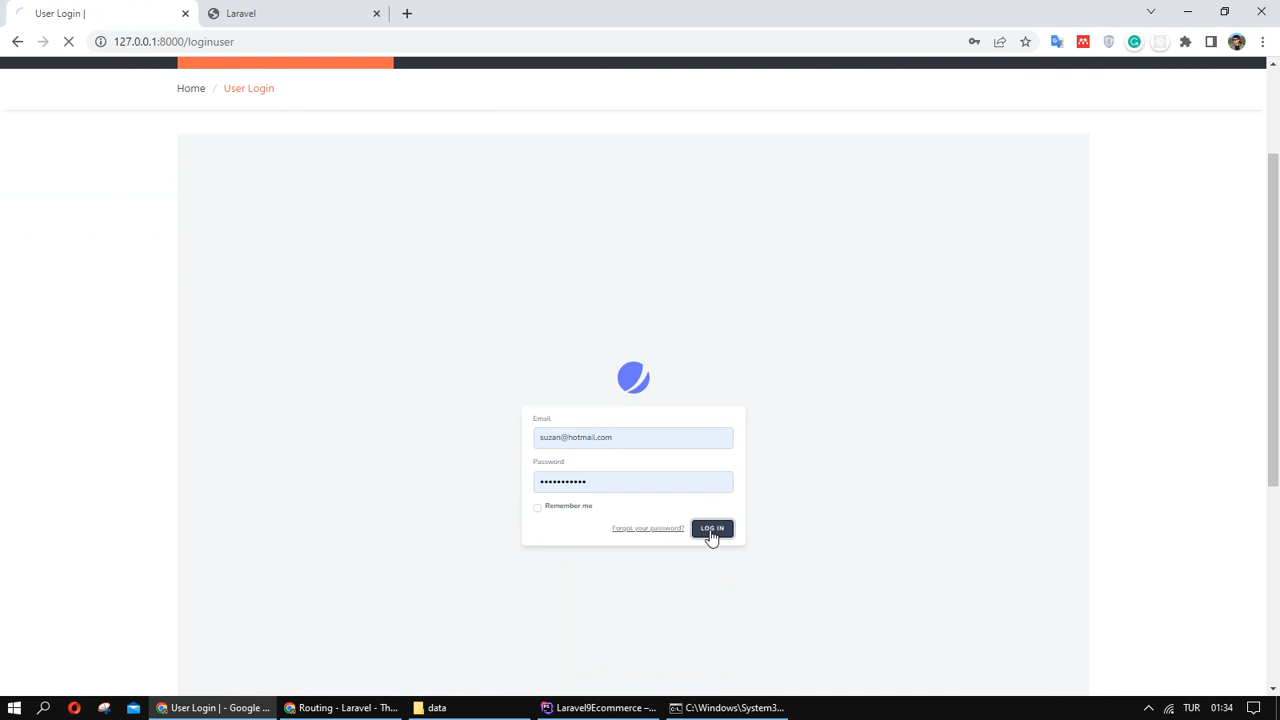 User Login |
Laravel
127.0.0.1:8000/loginuser
Home / User Login
Email
suzan@hotmail.com
Password
•••••••••••
Remember me
Forgot your password?
LOG IN
User Login | - Google ...
Routing - Laravel - Th...
data
Laravel9Ecommerce –...
C:\Windows\System3...
TUR
01:34